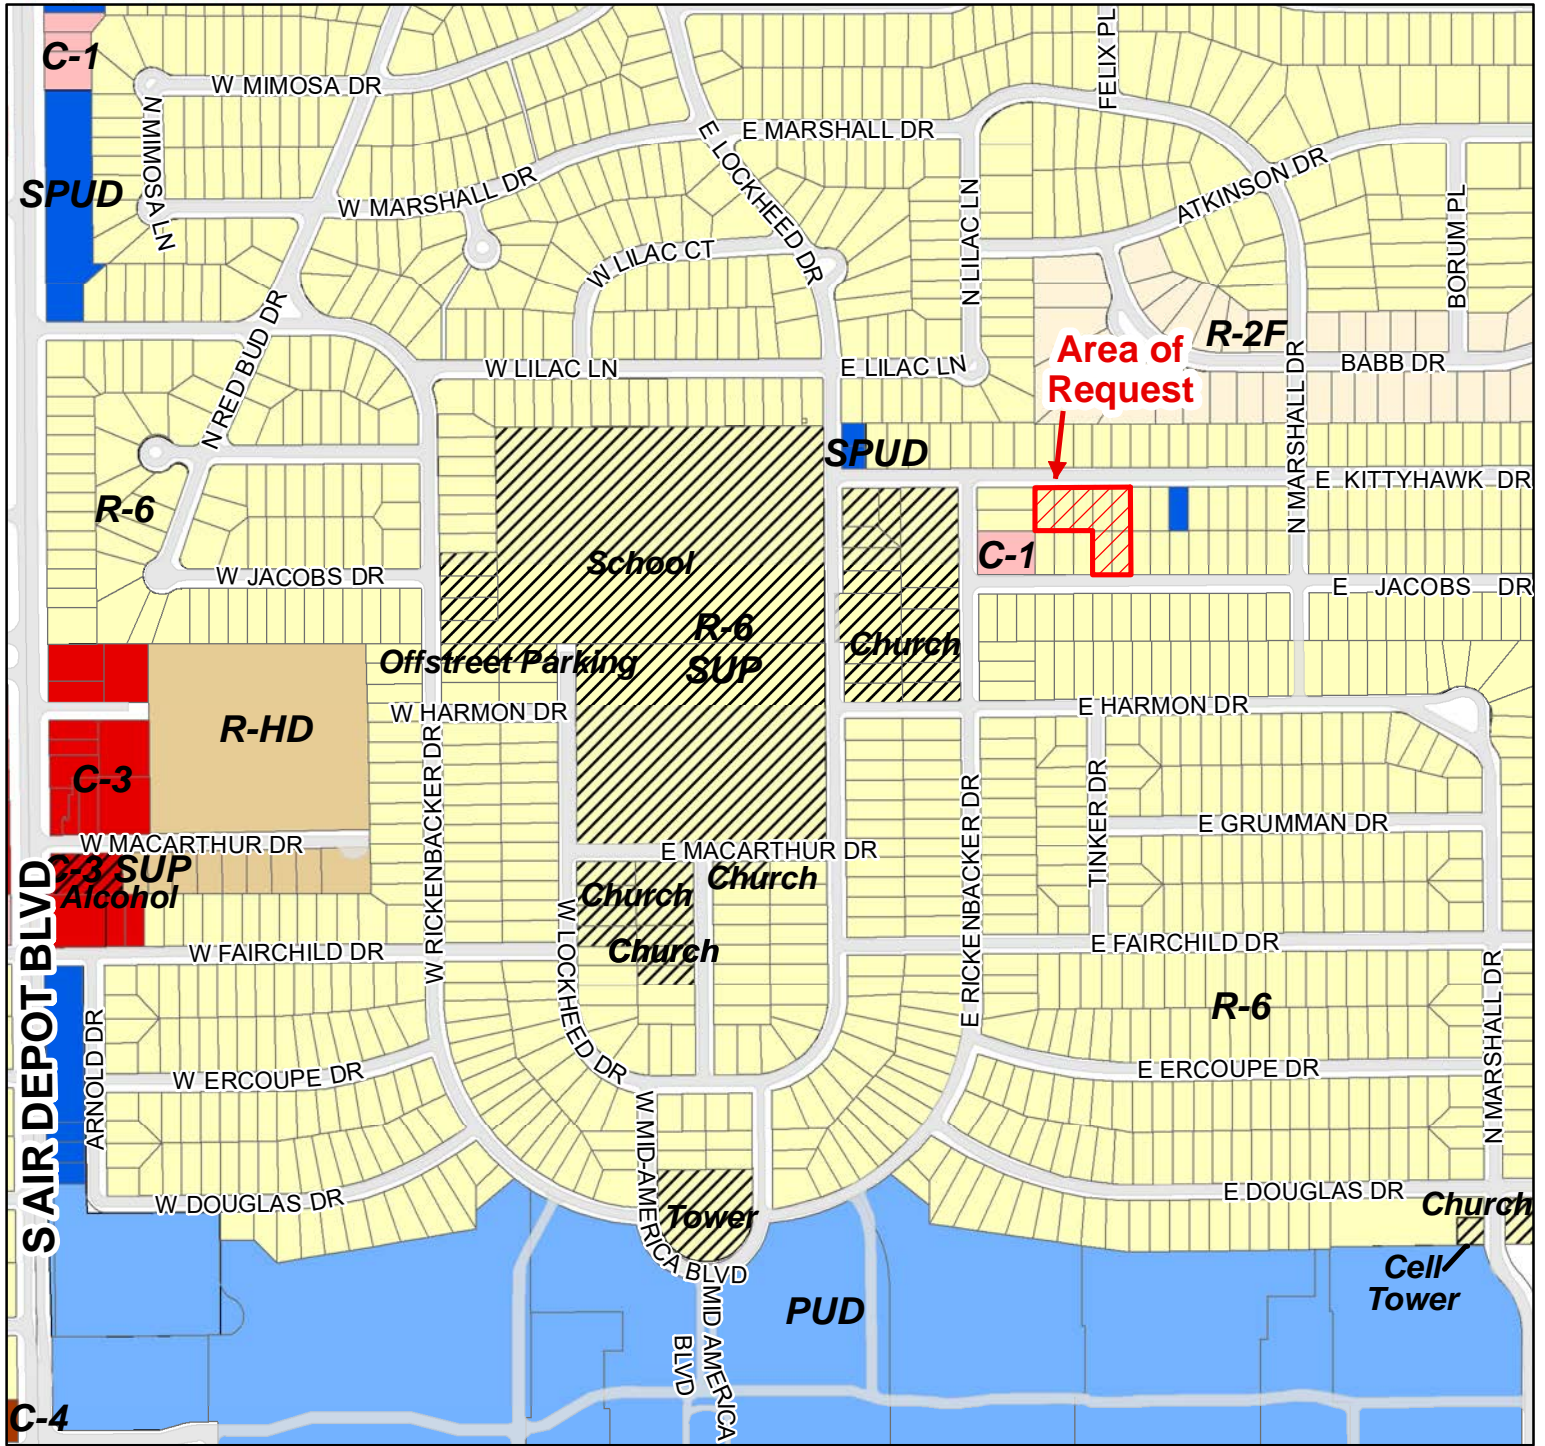 C-1
W MIMOSA DR
FELIX PL
N MIMOSA LN
E MARSHALL DR
E LOCKHEED DR
SPUD
W MARSHALL DR
ATKINSON DR
N LILAC LN
BORUM PL
W LILAC CT
N RED BUD DR
R-2F
Area of
Request
W LILAC LN
E LILAC LN
BABB DR
N MARSHALL DR
SPUD
E KITTYHAWK DR
R-6
School
C-1
W JACOBS DR
E JACOBS DR
R-6
SUP
Church
Offstreet Parking
W HARMON DR
E HARMON DR
R-HD
C-3
W RICKENBACKER DR
E RICKENBACKER DR
TINKER DR
E GRUMMAN DR
W MACARTHUR DR
E MACARTHUR DR
C-3 SUP
Alcohol
Church
Church
Church
S AIR DEPOT BLVD
W FAIRCHILD DR
W LOCKHEED DR
E FAIRCHILD DR
N MARSHALL DR
R-6
ARNOLD DR
W ERCOUPE DR
E ERCOUPE DR
W MID-AMERICA BLVD
W DOUGLAS DR
E DOUGLAS DR
Tower
Church
Cell
Tower
PUD
MID AMERICA
BLVD
C-4